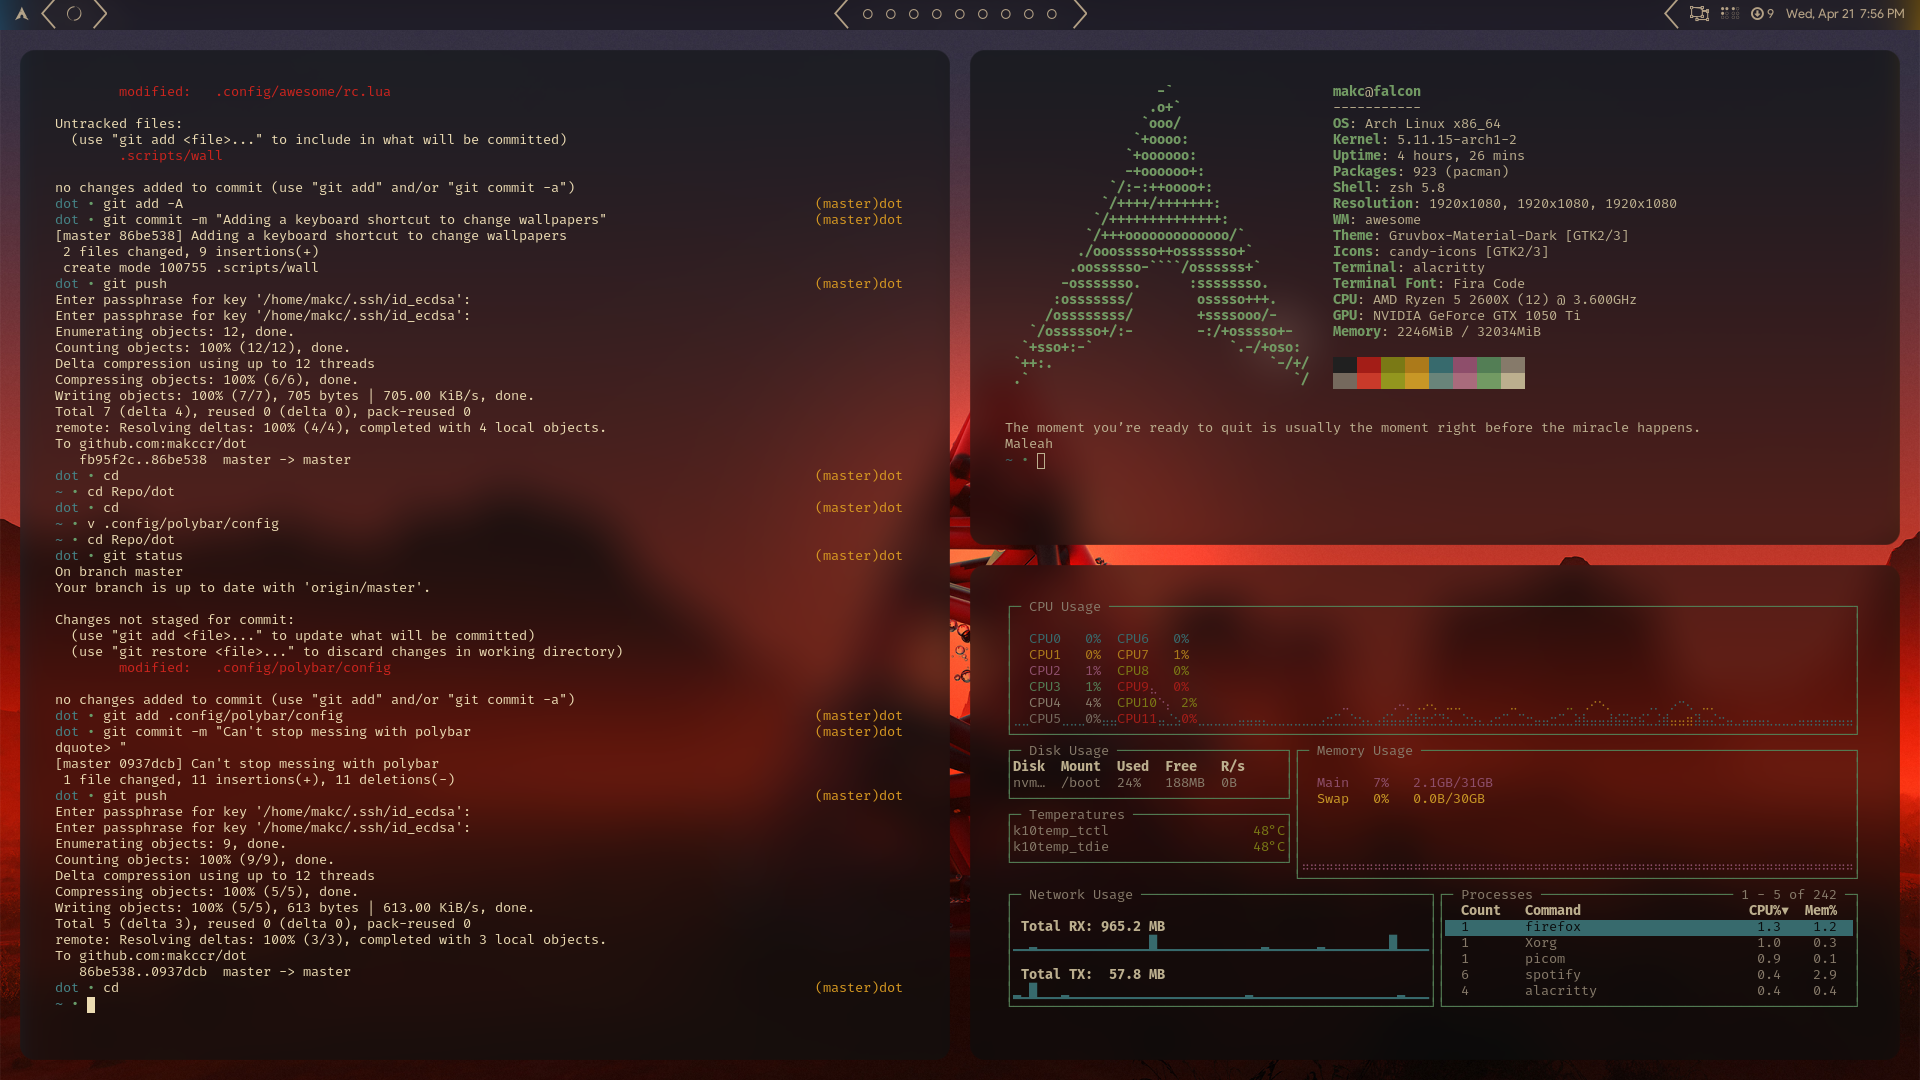 9 Wed, Apr 21 7:56 PM
modified: .config/awesome/rc.lua
Untracked files:
(use "git add <file>..." to include in what will be committed)
.scripts/wall
no changes added to commit (use "git add" and/or "git commit -a")
dot • git add -A (master)dot
dot • git commit -m "Adding a keyboard shortcut to change wallpapers" (master)dot
[master 86be538] Adding a keyboard shortcut to change wallpapers
2 files changed, 9 insertions(+)
create mode 100755 .scripts/wall
dot • git push (master)dot
Enter passphrase for key '/home/makc/.ssh/id_ecdsa':
Enter passphrase for key '/home/makc/.ssh/id_ecdsa':
Enumerating objects: 12, done.
Counting objects: 100% (12/12), done.
Delta compression using up to 12 threads
Compressing objects: 100% (6/6), done.
Writing objects: 100% (7/7), 705 bytes | 705.00 KiB/s, done.
Total 7 (delta 4), reused 0 (delta 0), pack-reused 0
remote: Resolving deltas: 100% (4/4), completed with 4 local objects.
To github.com:makccr/dot
fb95f2c..86be538 master -> master
dot • cd (master)dot
~ • cd Repo/dot
dot • cd (master)dot
~ • v .config/polybar/config
~ • cd Repo/dot
dot • git status (master)dot
On branch master
Your branch is up to date with 'origin/master'.
Changes not staged for commit:
(use "git add <file>..." to update what will be committed)
(use "git restore <file>..." to discard changes in working directory)
modified: .config/polybar/config
no changes added to commit (use "git add" and/or "git commit -a")
dot • git add .config/polybar/config (master)dot
dot • git commit -m "Can't stop messing with polybar (master)dot
dquote> "
[master 0937dcb] Can't stop messing with polybar
1 file changed, 11 insertions(+), 11 deletions(-)
dot • git push (master)dot
Enter passphrase for key '/home/makc/.ssh/id_ecdsa':
Enter passphrase for key '/home/makc/.ssh/id_ecdsa':
Enumerating objects: 9, done.
Counting objects: 100% (9/9), done.
Delta compression using up to 12 threads
Compressing objects: 100% (5/5), done.
Writing objects: 100% (5/5), 613 bytes | 613.00 KiB/s, done.
Total 5 (delta 3), reused 0 (delta 0), pack-reused 0
remote: Resolving deltas: 100% (3/3), completed with 3 local objects.
To github.com:makccr/dot
86be538..0937dcb master -> master
dot • cd (master)dot
~ •
makc@falcon
-----------
OS: Arch Linux x86_64
Kernel: 5.11.15-arch1-2
Uptime: 4 hours, 26 mins
Packages: 923 (pacman)
Shell: zsh 5.8
Resolution: 1920x1080, 1920x1080, 1920x1080
WM: awesome
Theme: Gruvbox-Material-Dark [GTK2/3]
Icons: candy-icons [GTK2/3]
Terminal: alacritty
Terminal Font: Fira Code
CPU: AMD Ryzen 5 2600X (12) @ 3.600GHz
GPU: NVIDIA GeForce GTX 1050 Ti
Memory: 2246MiB / 32034MiB
The moment you’re ready to quit is usually the moment right before the miracle happens.
Maleah
~ •
CPU Usage
CPU0 0% CPU6 0%
CPU1 0% CPU7 1%
CPU2 1% CPU8 0%
CPU3 1% CPU9 0%
CPU4 4% CPU10 2%
CPU5 0% CPU11 0%
Disk Usage
Disk Mount Used Free R/s
nvm… /boot 24% 188MB 0B
Temperatures
k10temp_tctl 48°C
k10temp_tdie 48°C
Memory Usage
Main 7% 2.1GB/31GB
Swap 0% 0.0B/30GB
Network Usage
Total RX: 965.2 MB
Total TX: 57.8 MB
Processes 1 - 5 of 242
Count Command CPU%▼ Mem%
1 firefox 1.3 1.2
1 Xorg 1.0 0.3
1 picom 0.9 0.1
6 spotify 0.4 2.9
4 alacritty 0.4 0.4